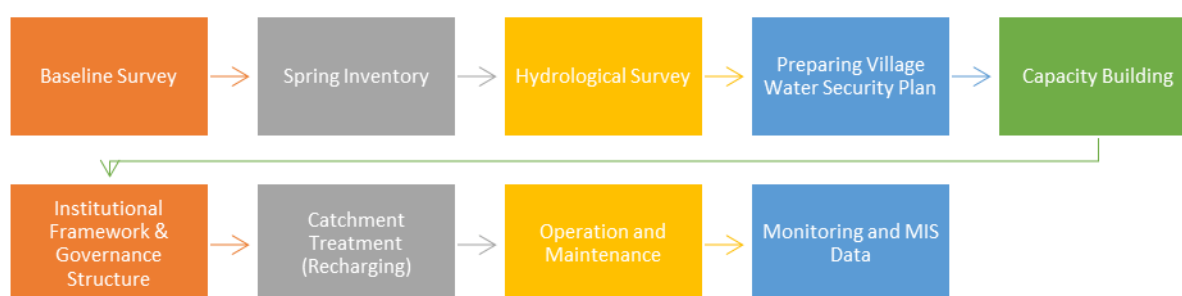 Baseline Survey
Spring Inventory
Hydrological Survey
Preparing Village
Water Security Plan
Capacity Building
Institutional
Framework &
Governance
Structure
Catchment
Treatment
(Recharging)
Operation and
Maintenance
Monitoring and MIS
Data